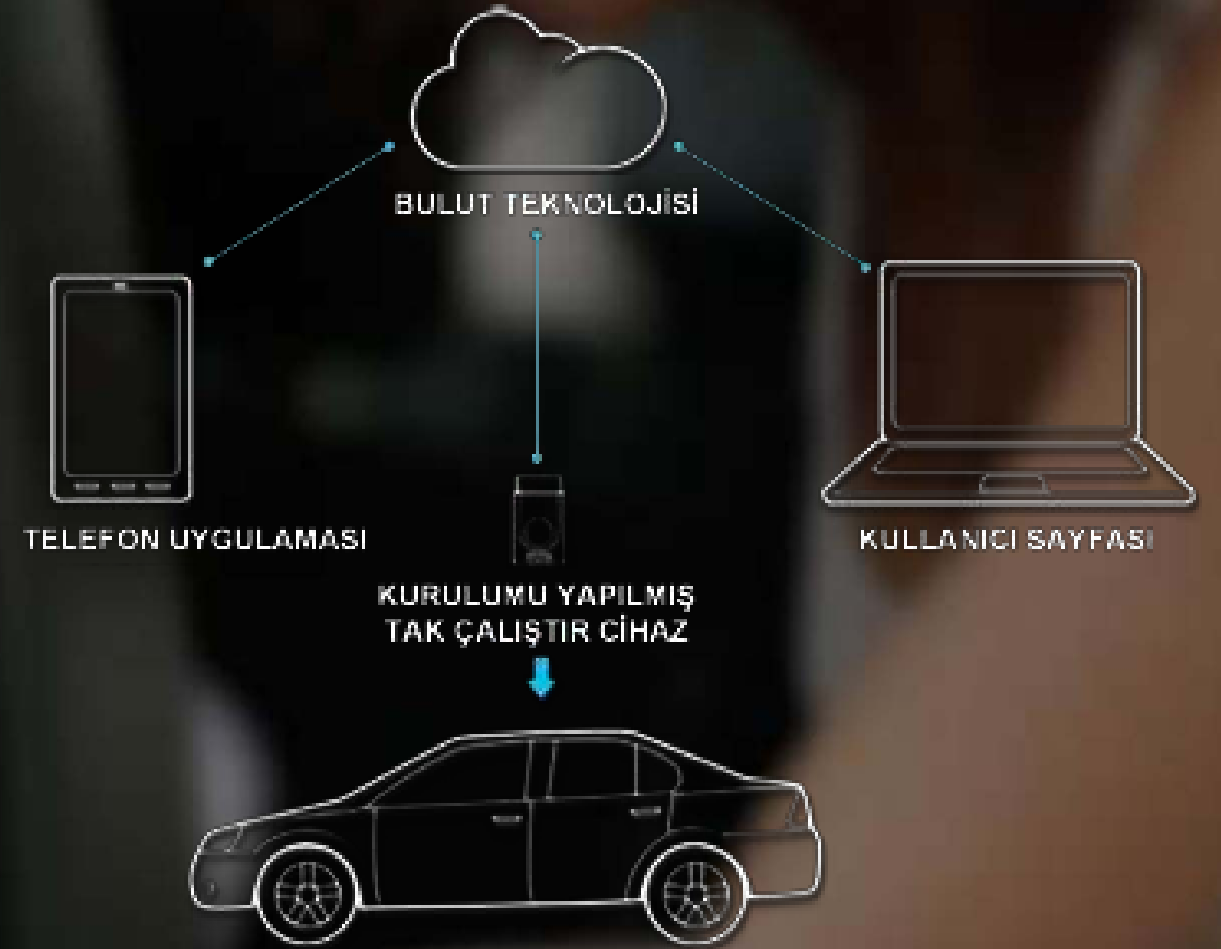 BULUT TEKNOLOJİSİ
TELEFON UYGULAMASI
KULLANICI SAYFASI
KURULUMU YAPILMIŞ
TAK ÇALIŞTIR CİHAZ